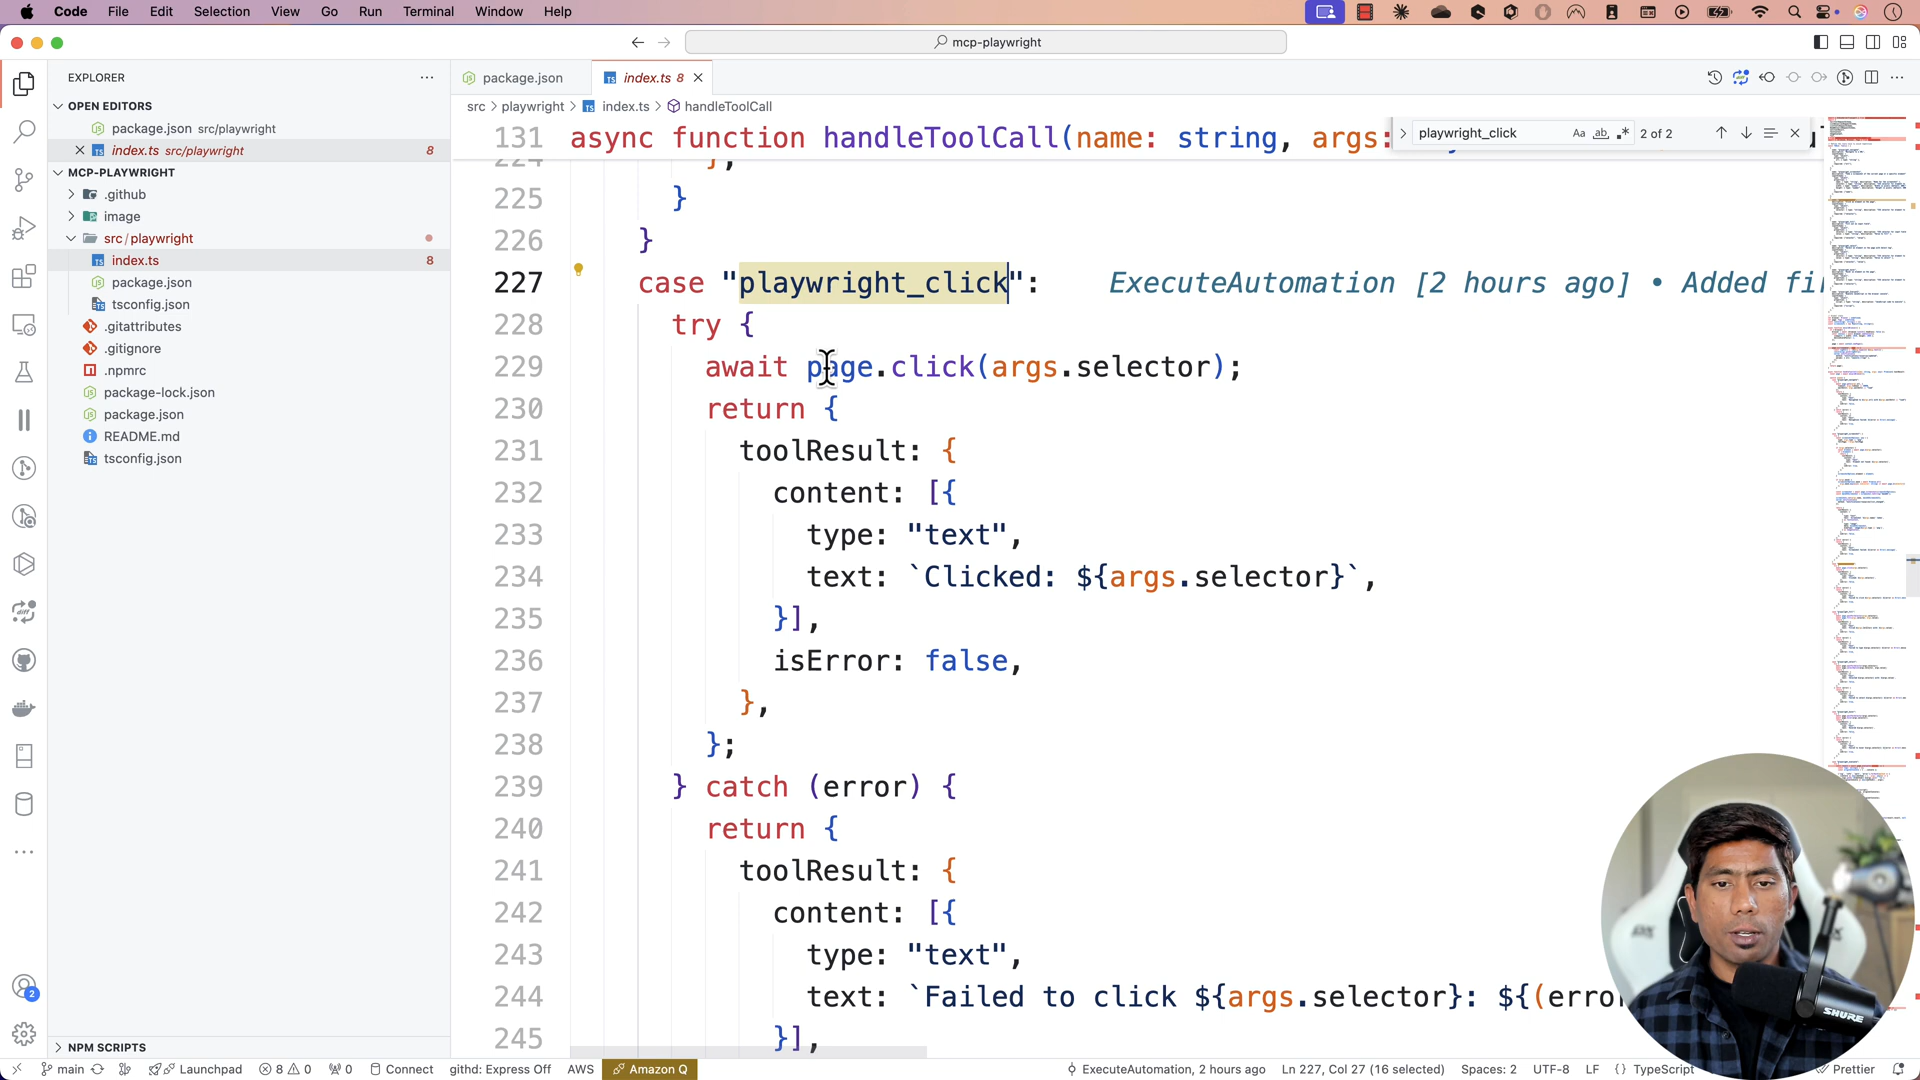 Code File Edit Selection View Go Run Terminal Window Help
mcp-playwright
EXPLORER
OPEN EDITORS
package.json src/playwright
index.ts src/playwright 8
MCP-PLAYWRIGHT
.github
image
src/playwright
index.ts 8
package.json
tsconfig.json
.gitattributes
.gitignore
.npmrc
package-lock.json
package.json
README.md
tsconfig.json
NPM SCRIPTS
2
package.json
index.ts 8
src > playwright > index.ts > handleToolCall
playwright_click Aa ab 2 of 2
131 async function handleToolCall(name: string, args:
224 };
225 }
226 }
227 case "playwright_click": ExecuteAutomation [2 hours ago] • Added fi
228 try {
229 await page.click(args.selector);
230 return {
231 toolResult: {
232 content: [{
233 type: "text",
234 text: `Clicked: ${args.selector}`,
235 }],
236 isError: false,
237 },
238 };
239 } catch (error) {
240 return {
241 toolResult: {
242 content: [{
243 type: "text",
244 text: `Failed to click ${args.selector}: ${(error
245 }],
SHURE
main Launchpad 8 0 0 Connect githd: Express Off AWS Amazon Q ExecuteAutomation, 2 hours ago Ln 227, Col 27 (16 selected) Spaces: 2 UTF-8 LF {} TypeScript Prettier